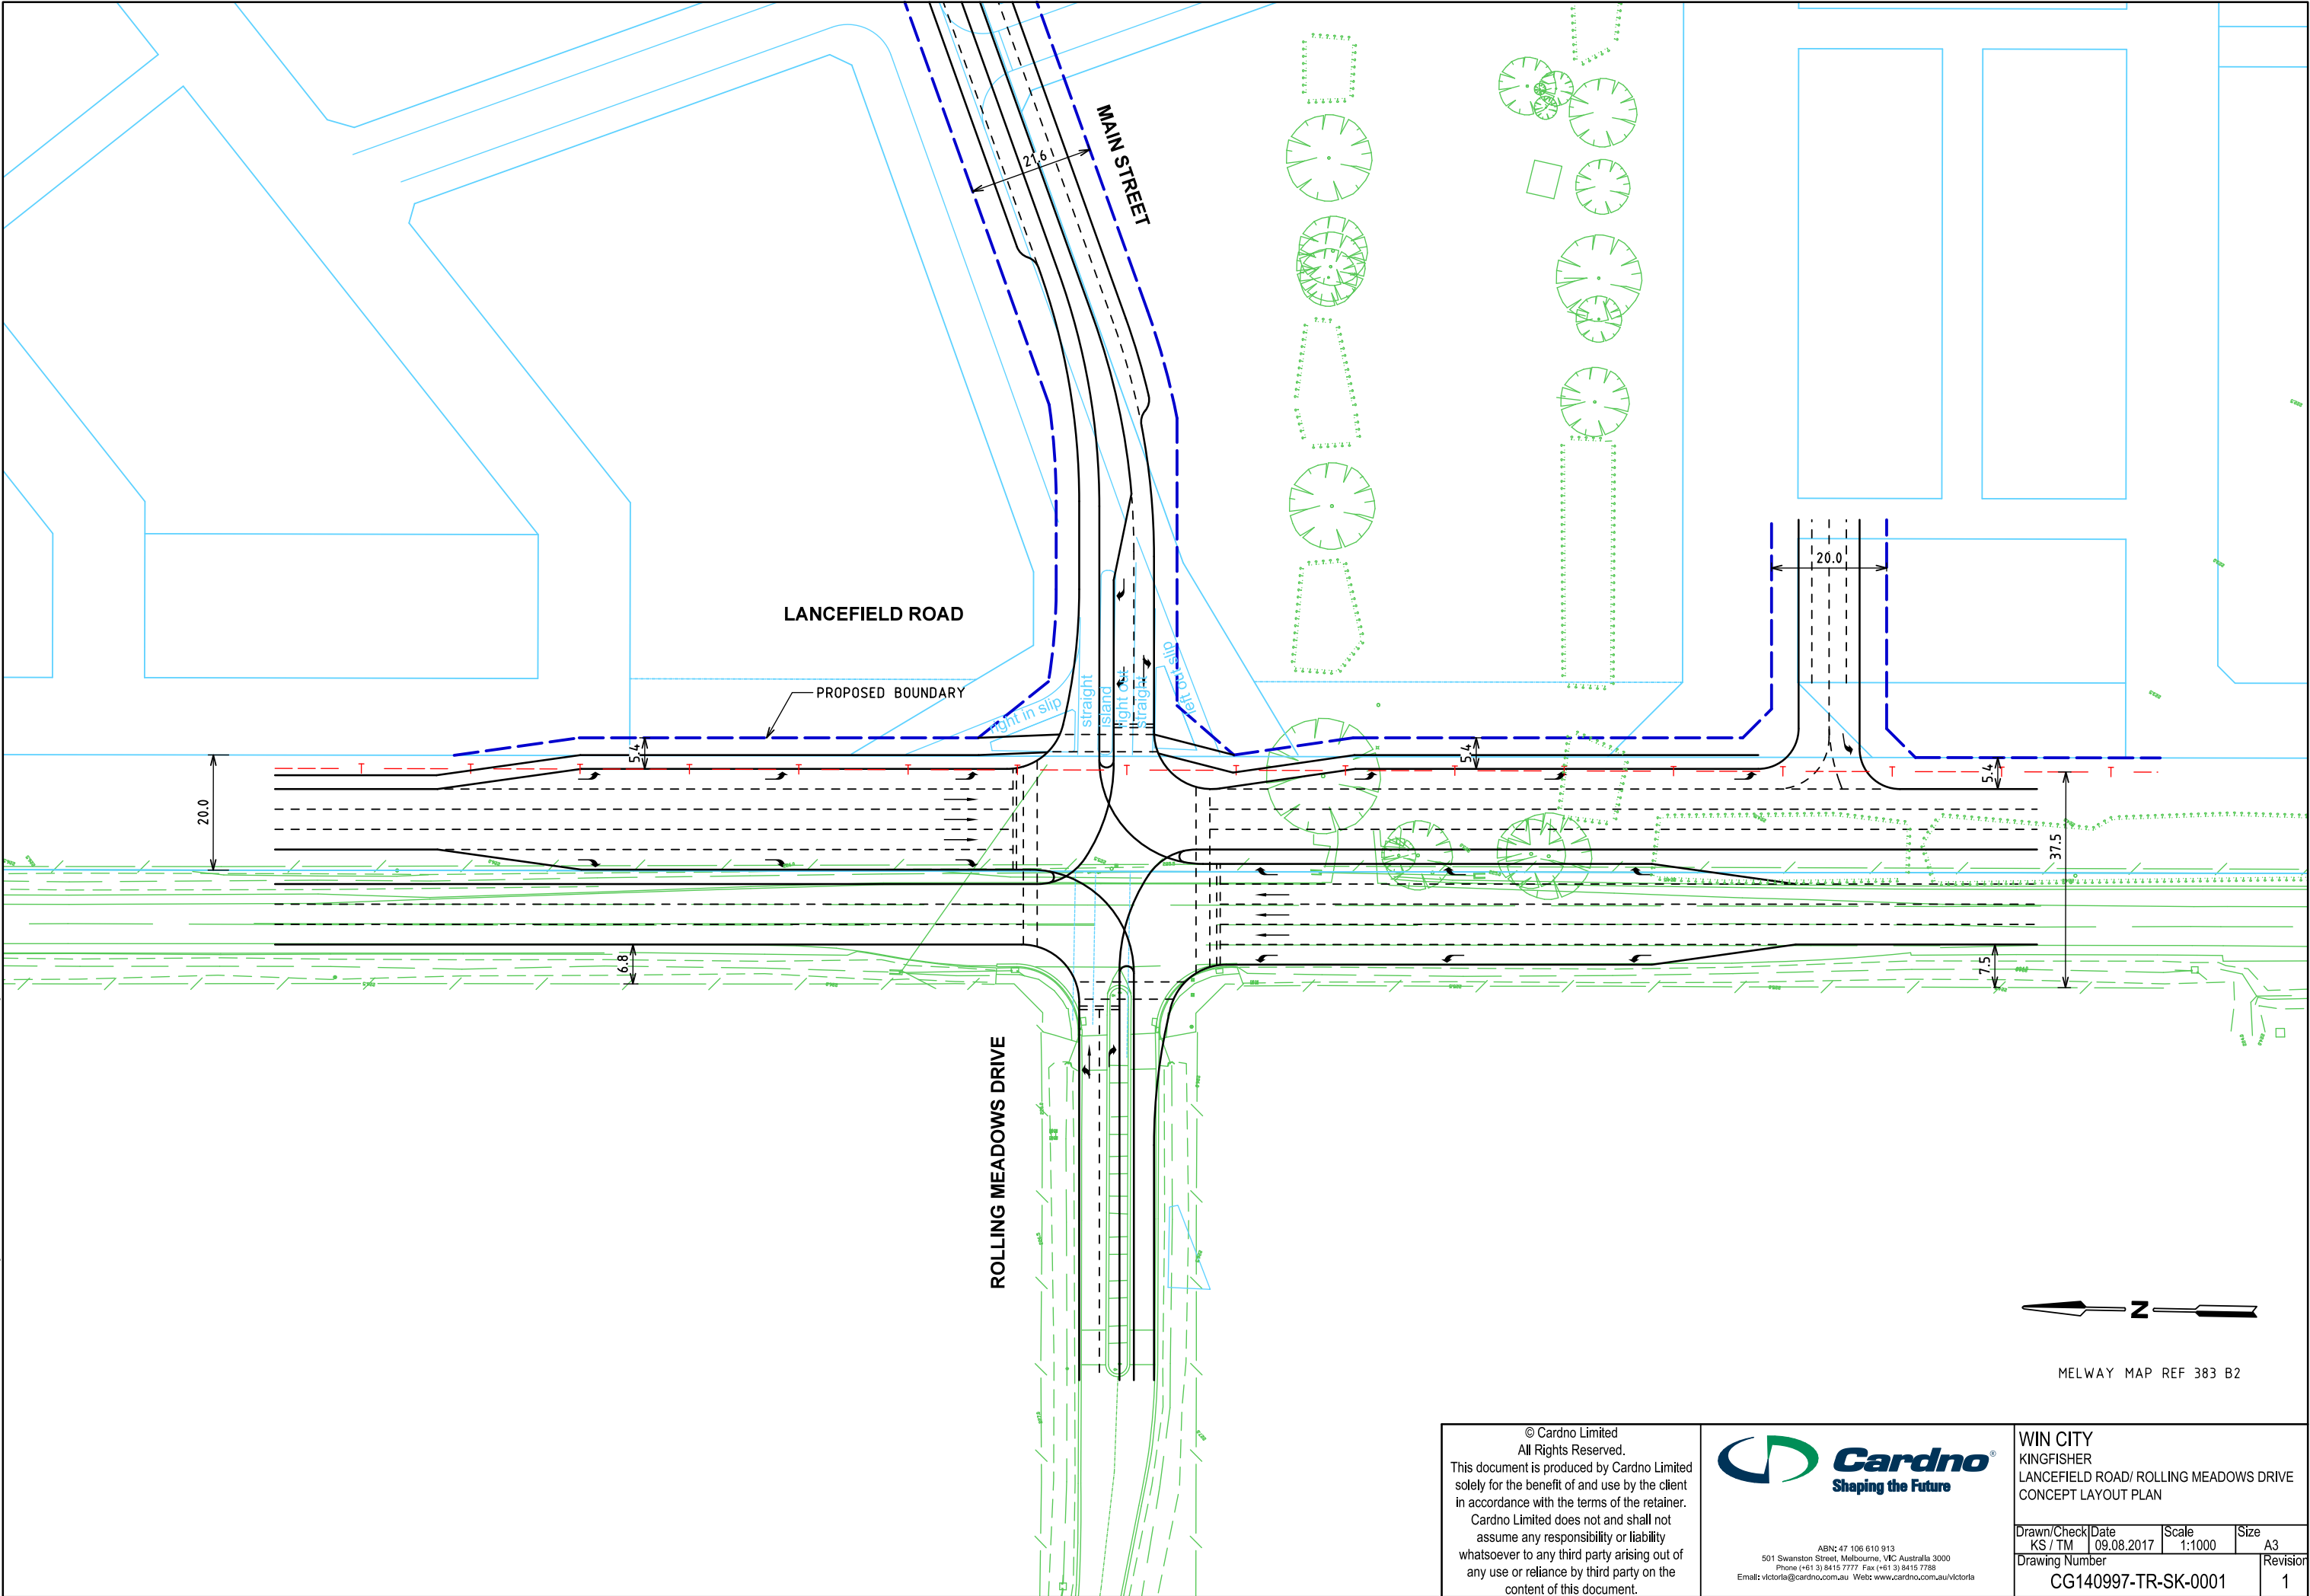 MAIN STREET
21.6
20.0
LANCEFIELD ROAD
PROPOSED BOUNDARY
right in slip
straight
island
right out
straight
left out slip
5.4
5.4
5.4
20.0
37.5
6.8
7.5
ROLLING MEADOWS DRIVE
N
MELWAY MAP REF 383 B2
© Cardno Limited
All Rights Reserved.
This document is produced by Cardno Limited
solely for the benefit of and use by the client
in accordance with the terms of the retainer.
Cardno Limited does not and shall not
assume any responsibility or liability
whatsoever to any third party arising out of
any use or reliance by third party on the
content of this document.
Cardno®
Shaping the Future
ABN: 47 106 610 913
501 Swanston Street, Melbourne, VIC Australia 3000
Phone (+61 3) 8415 7777 Fax (+61 3) 8415 7788
Email: victoria@cardno.com.au Web: www.cardno.com.au/victoria
WIN CITY
KINGFISHER
LANCEFIELD ROAD/ ROLLING MEADOWS DRIVE
CONCEPT LAYOUT PLAN
Drawn/Check Date Scale Size
KS / TM 09.08.2017 1:1000 A3
Drawing Number Revision
CG140997-TR-SK-0001 1